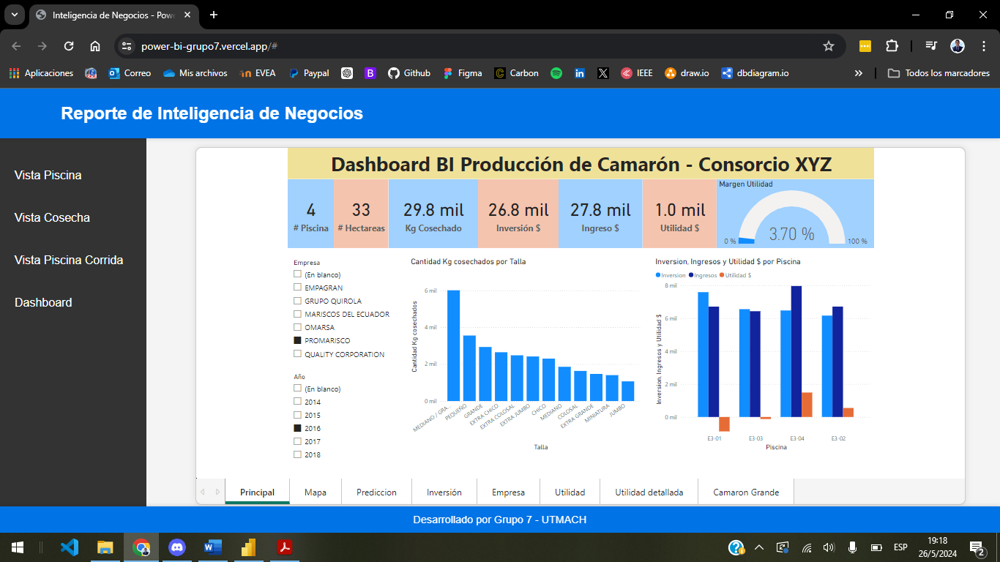 Inteligencia de Negocios - Pow
power-bi-grupo7.vercel.app/#
Aplicaciones
Correo
Mis archivos
EVEA
Paypal
Github
Figma
Carbon
IEEE
draw.io
dbdiagram.io
Todos los marcadores
Reporte de Inteligencia de Negocios
Vista Piscina
Vista Cosecha
Vista Piscina Corrida
Dashboard
Dashboard BI Producción de Camarón - Consorcio XYZ
4
# Piscina
33
# Hectareas
29.8 mil
Kg Cosechado
26.8 mil
Inversión $
27.8 mil
Ingreso $
1.0 mil
Utilidad $
Margen Utilidad
3.70 %
0 %
100 %
Empresa
(En blanco)
EMPAGRAN
GRUPO QUIROLA
MARISCOS DEL ECUADOR
OMARSA
PROMARISCO
QUALITY CORPORATION
Año
(En blanco)
2014
2015
2016
2017
2018
Cantidad Kg cosechados por Talla
Cantidad Kg cosechados
6 mil
4 mil
2 mil
0 mil
MEDIANO / GRA...
PEQUEÑO
GRANDE
EXTRA CHICO
EXTRA COLOSAL
EXTRA JUMBO
CHICO
MEDIANO
COLOSAL
EXTRA GRANDE
MINIATURA
JUMBO
Talla
Inversion, Ingresos y Utilidad $ por Piscina
Inversion
Ingresos
Utilidad $
Inversion, Ingresos y Utilidad $
8 mil
6 mil
4 mil
2 mil
0 mil
E3-01
E3-03
E3-04
E3-02
Piscina
Principal
Mapa
Prediccion
Inversión
Empresa
Utilidad
Utilidad detallada
Camaron Grande
Desarrollado por Grupo 7 - UTMACH
ESP
19:18
26/5/2024
2